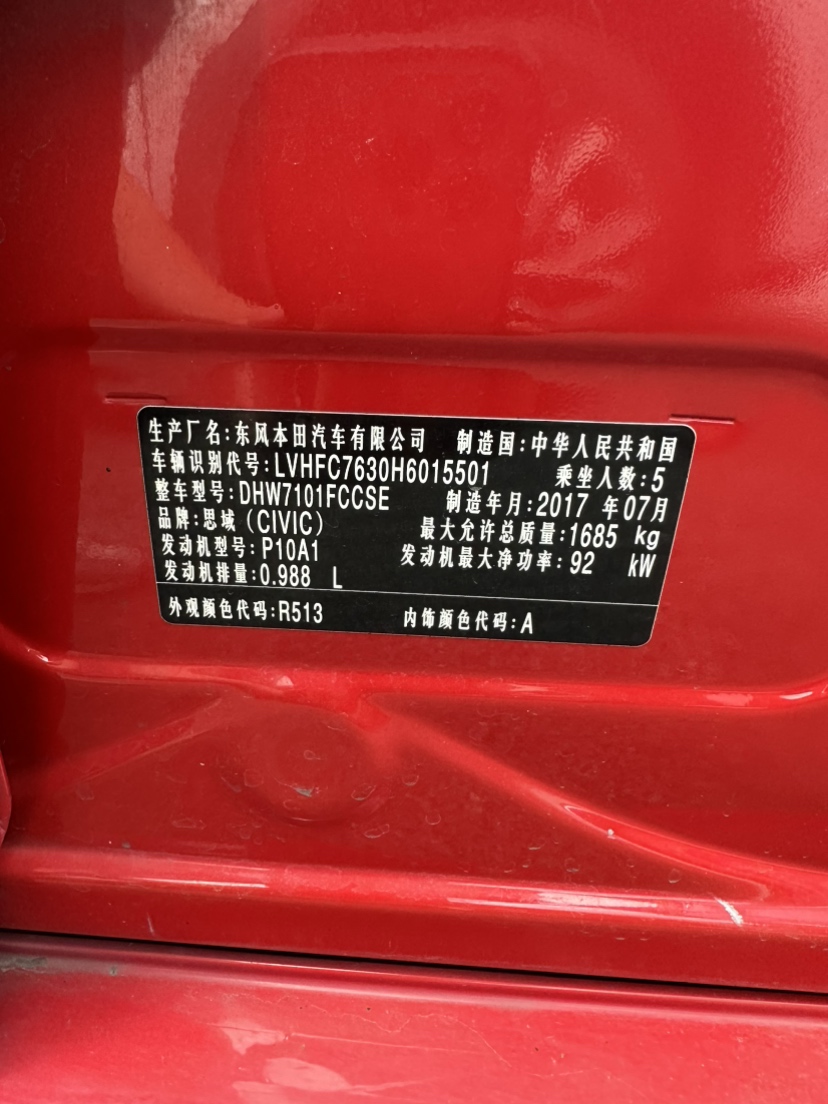 生产厂名:东风本田汽车有限公司 制造国:中华人民共和国
车辆识别代号:LVHFC7630H6015501 乘坐人数:5
整车型号:DHW7101FCCSE 制造年月:2017 年07月
品牌:思域(CIVIC) 最大允许总质量:1685 kg
发动机型号:P10A1 发动机最大净功率:92 kW
发动机排量:0.988 L
外观颜色代码:R513 内饰颜色代码:A